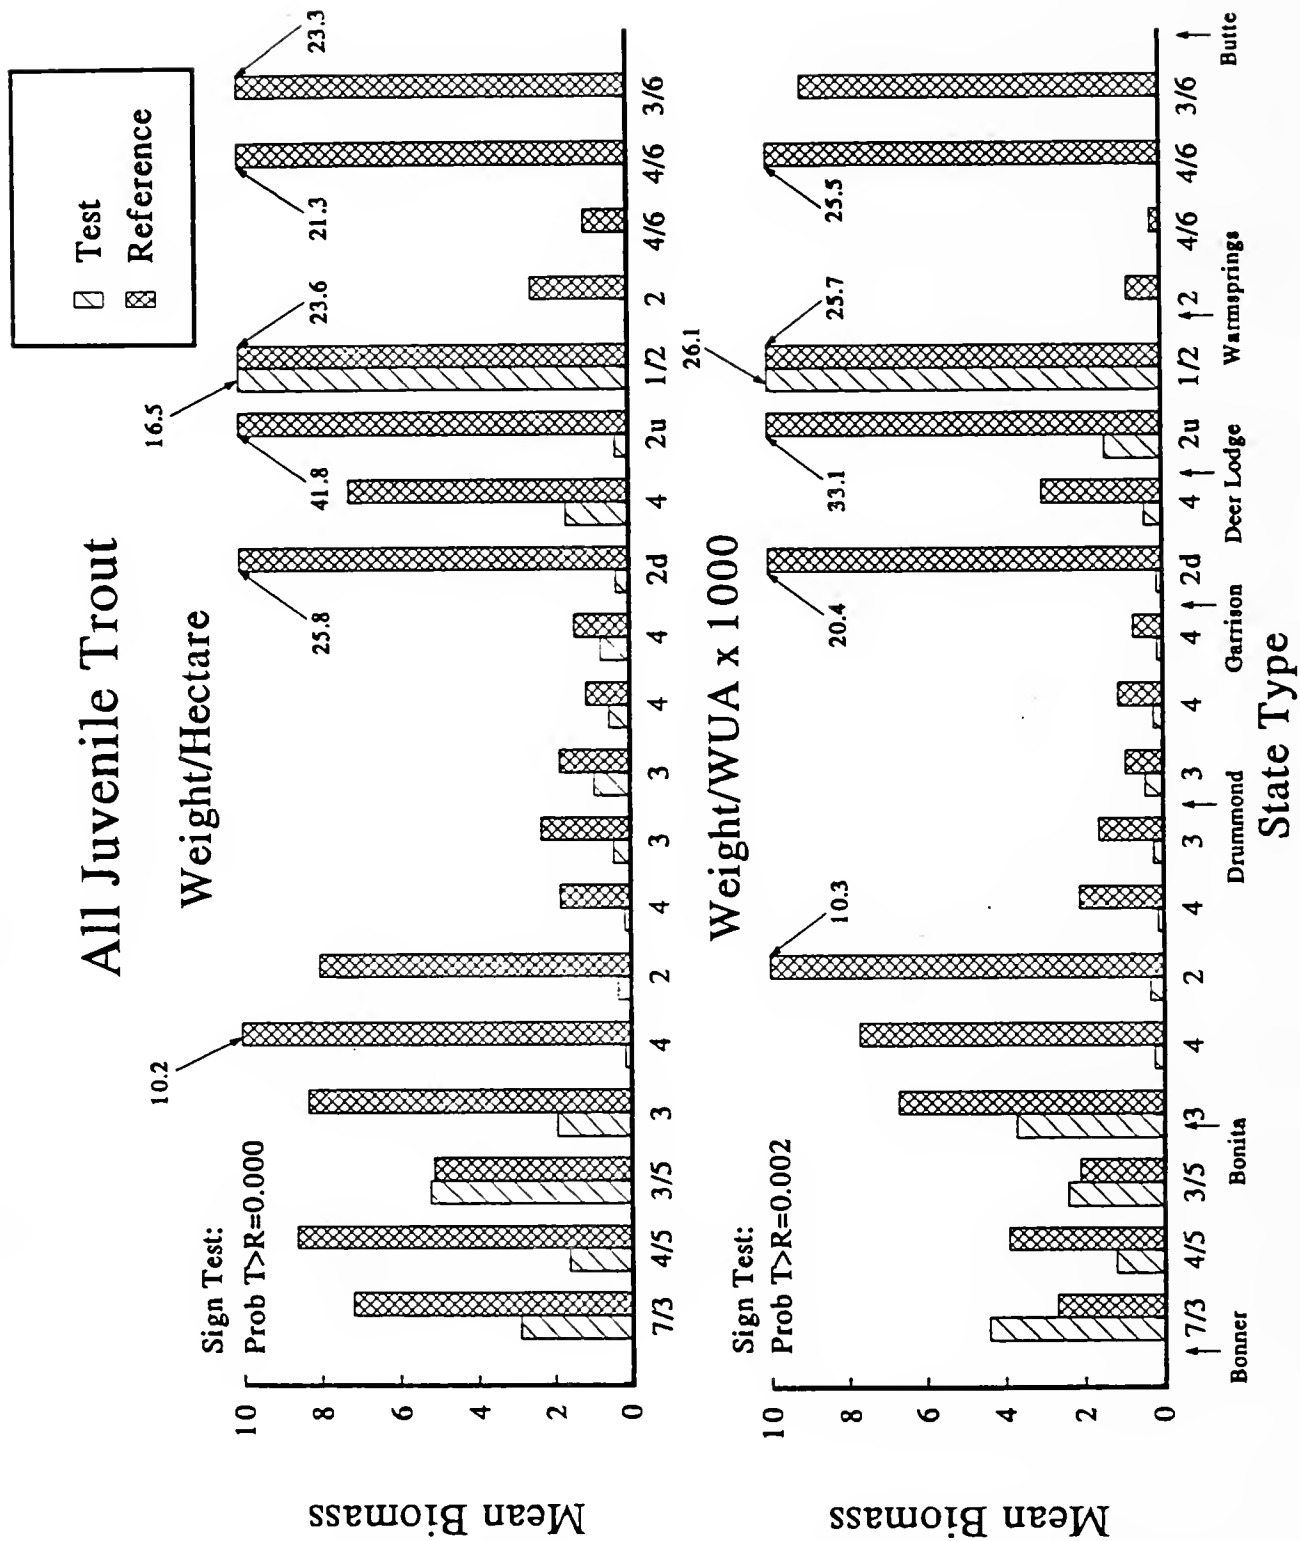 All Juvenile Trout
Test
Reference
Weight/Hectare
Sign Test:
Prob T>R=0.000
10.2
25.8
41.8
16.5
23.6
21.3
23.3
Mean Biomass
10
8
6
4
2
0
7/3 4/5 3/5 3 4 2 4 3 3 4 4 2d 4 2u 1/2 2 4/6 4/6 3/6
Weight/WUA x 1000
Sign Test:
Prob T>R=0.002
10.3
20.4
33.1
26.1
25.7
25.5
Mean Biomass
10
8
6
4
2
0
7/3 4/5 3/5 3 4 2 4 3 3 4 4 2d 4 2u 1/2 2 4/6 4/6 3/6
Bonner Bonita Drummond Garrison Deer Lodge Warmsprings Butte
State Type